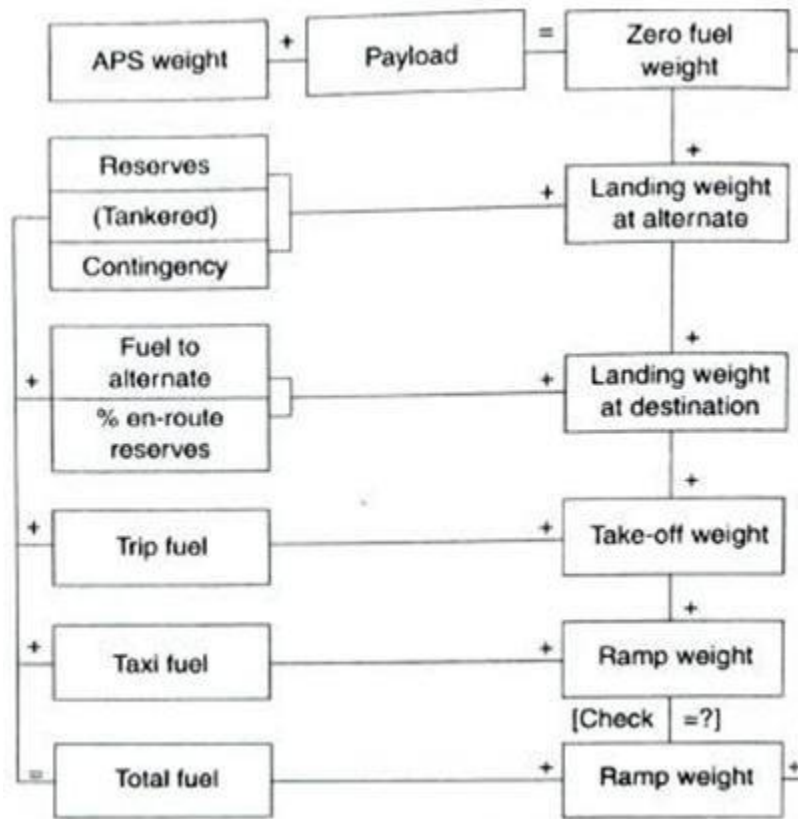 APS weight + Payload = Zero fuel
weight
+
Reserves
(Tankered)
Contingency
+ Landing weight
at alternate
+
+ Fuel to
alternate
% en-route
reserves
+ Landing weight
at destination
+
+ Trip fuel + Take-off weight
+
+ Taxi fuel + Ramp weight
[Check =?]
= Total fuel + Ramp weight +